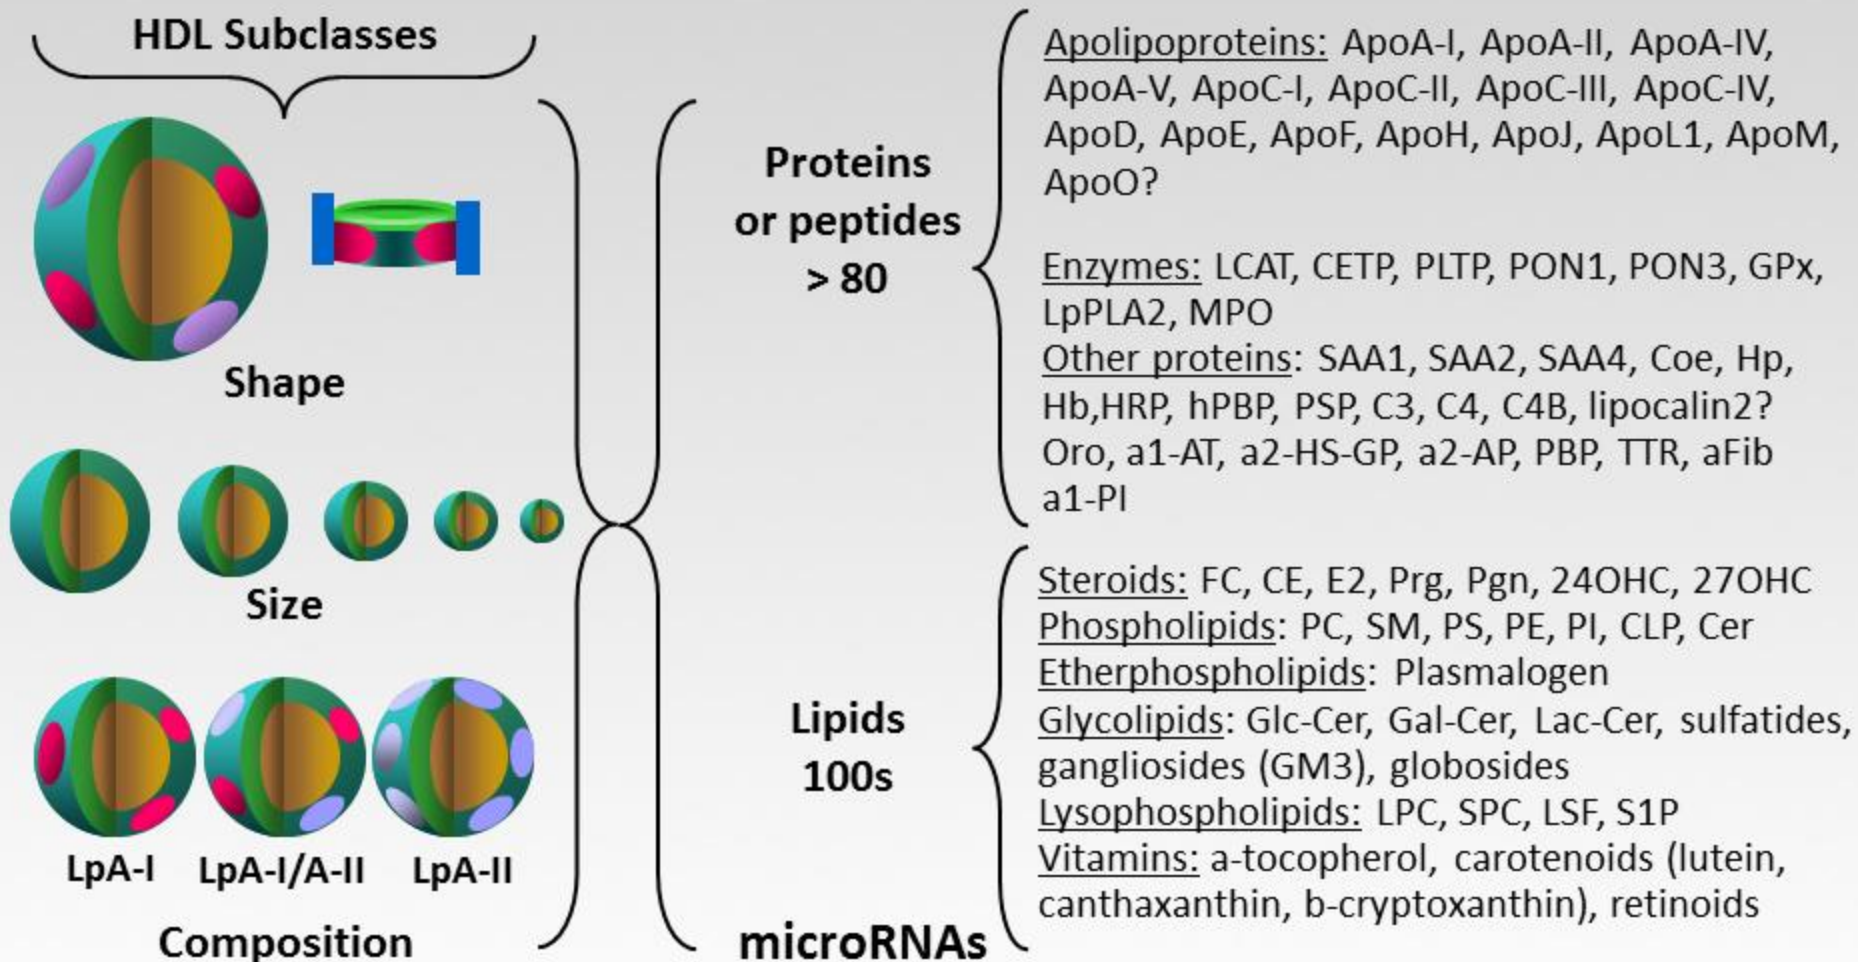 HDL Subclasses
Shape
Size
LpA-I
LpA-I/A-II
LpA-II
Composition
Proteins
or peptides
> 80
Apolipoproteins: ApoA-I, ApoA-II, ApoA-IV,
ApoA-V, ApoC-I, ApoC-II, ApoC-III, ApoC-IV,
ApoD, ApoE, ApoF, ApoH, ApoJ, ApoL1, ApoM,
ApoO?
Enzymes: LCAT, CETP, PLTP, PON1, PON3, GPx,
LpPLA2, MPO
Other proteins: SAA1, SAA2, SAA4, Coe, Hp,
Hb,HRP, hPBP, PSP, C3, C4, C4B, lipocalin2?
Oro, a1-AT, a2-HS-GP, a2-AP, PBP, TTR, aFib
a1-PI
Lipids
100s
Steroids: FC, CE, E2, Prg, Pgn, 24OHC, 27OHC
Phospholipids: PC, SM, PS, PE, PI, CLP, Cer
Etherphospholipids: Plasmalogen
Glycolipids: Glc-Cer, Gal-Cer, Lac-Cer, sulfatides,
gangliosides (GM3), globosides
Lysophospholipids: LPC, SPC, LSF, S1P
Vitamins: a-tocopherol, carotenoids (lutein,
canthaxanthin, b-cryptoxanthin), retinoids
microRNAs